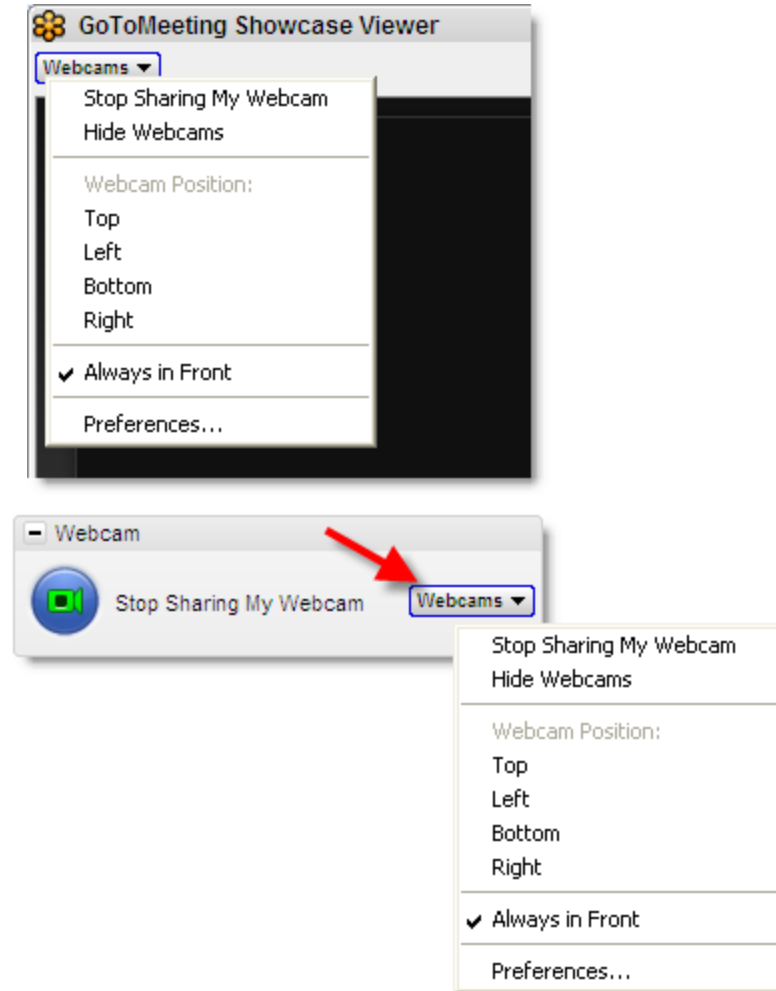 GoToMeeting Showcase Viewer
Webcams
Stop Sharing My Webcam
Hide Webcams
Webcam Position:
Top
Left
Bottom
Right
Always in Front
Preferences...
Webcam
Stop Sharing My Webcam Webcams
Stop Sharing My Webcam
Hide Webcams
Webcam Position:
Top
Left
Bottom
Right
Always in Front
Preferences...